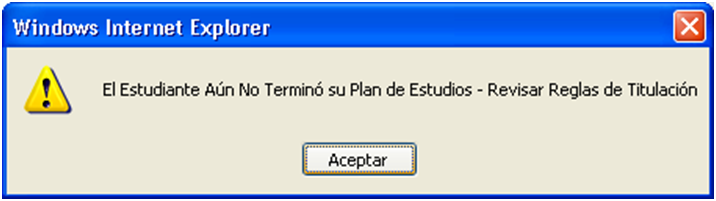 Windows Internet Explorer
El Estudiante Aún No Terminó su Plan de Estudios - Revisar Reglas de Titulación
Aceptar